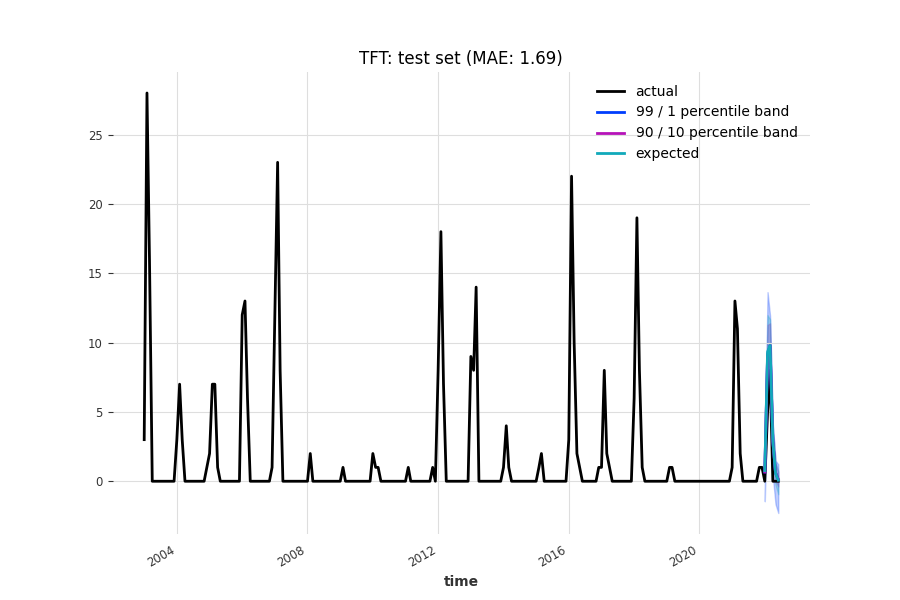 TFT: test set (MAE: 1.69)
actual
99 / 1 percentile band
90 / 10 percentile band
expected
25
20
15
10
5
0
2004
2008
2012
2016
2020
time